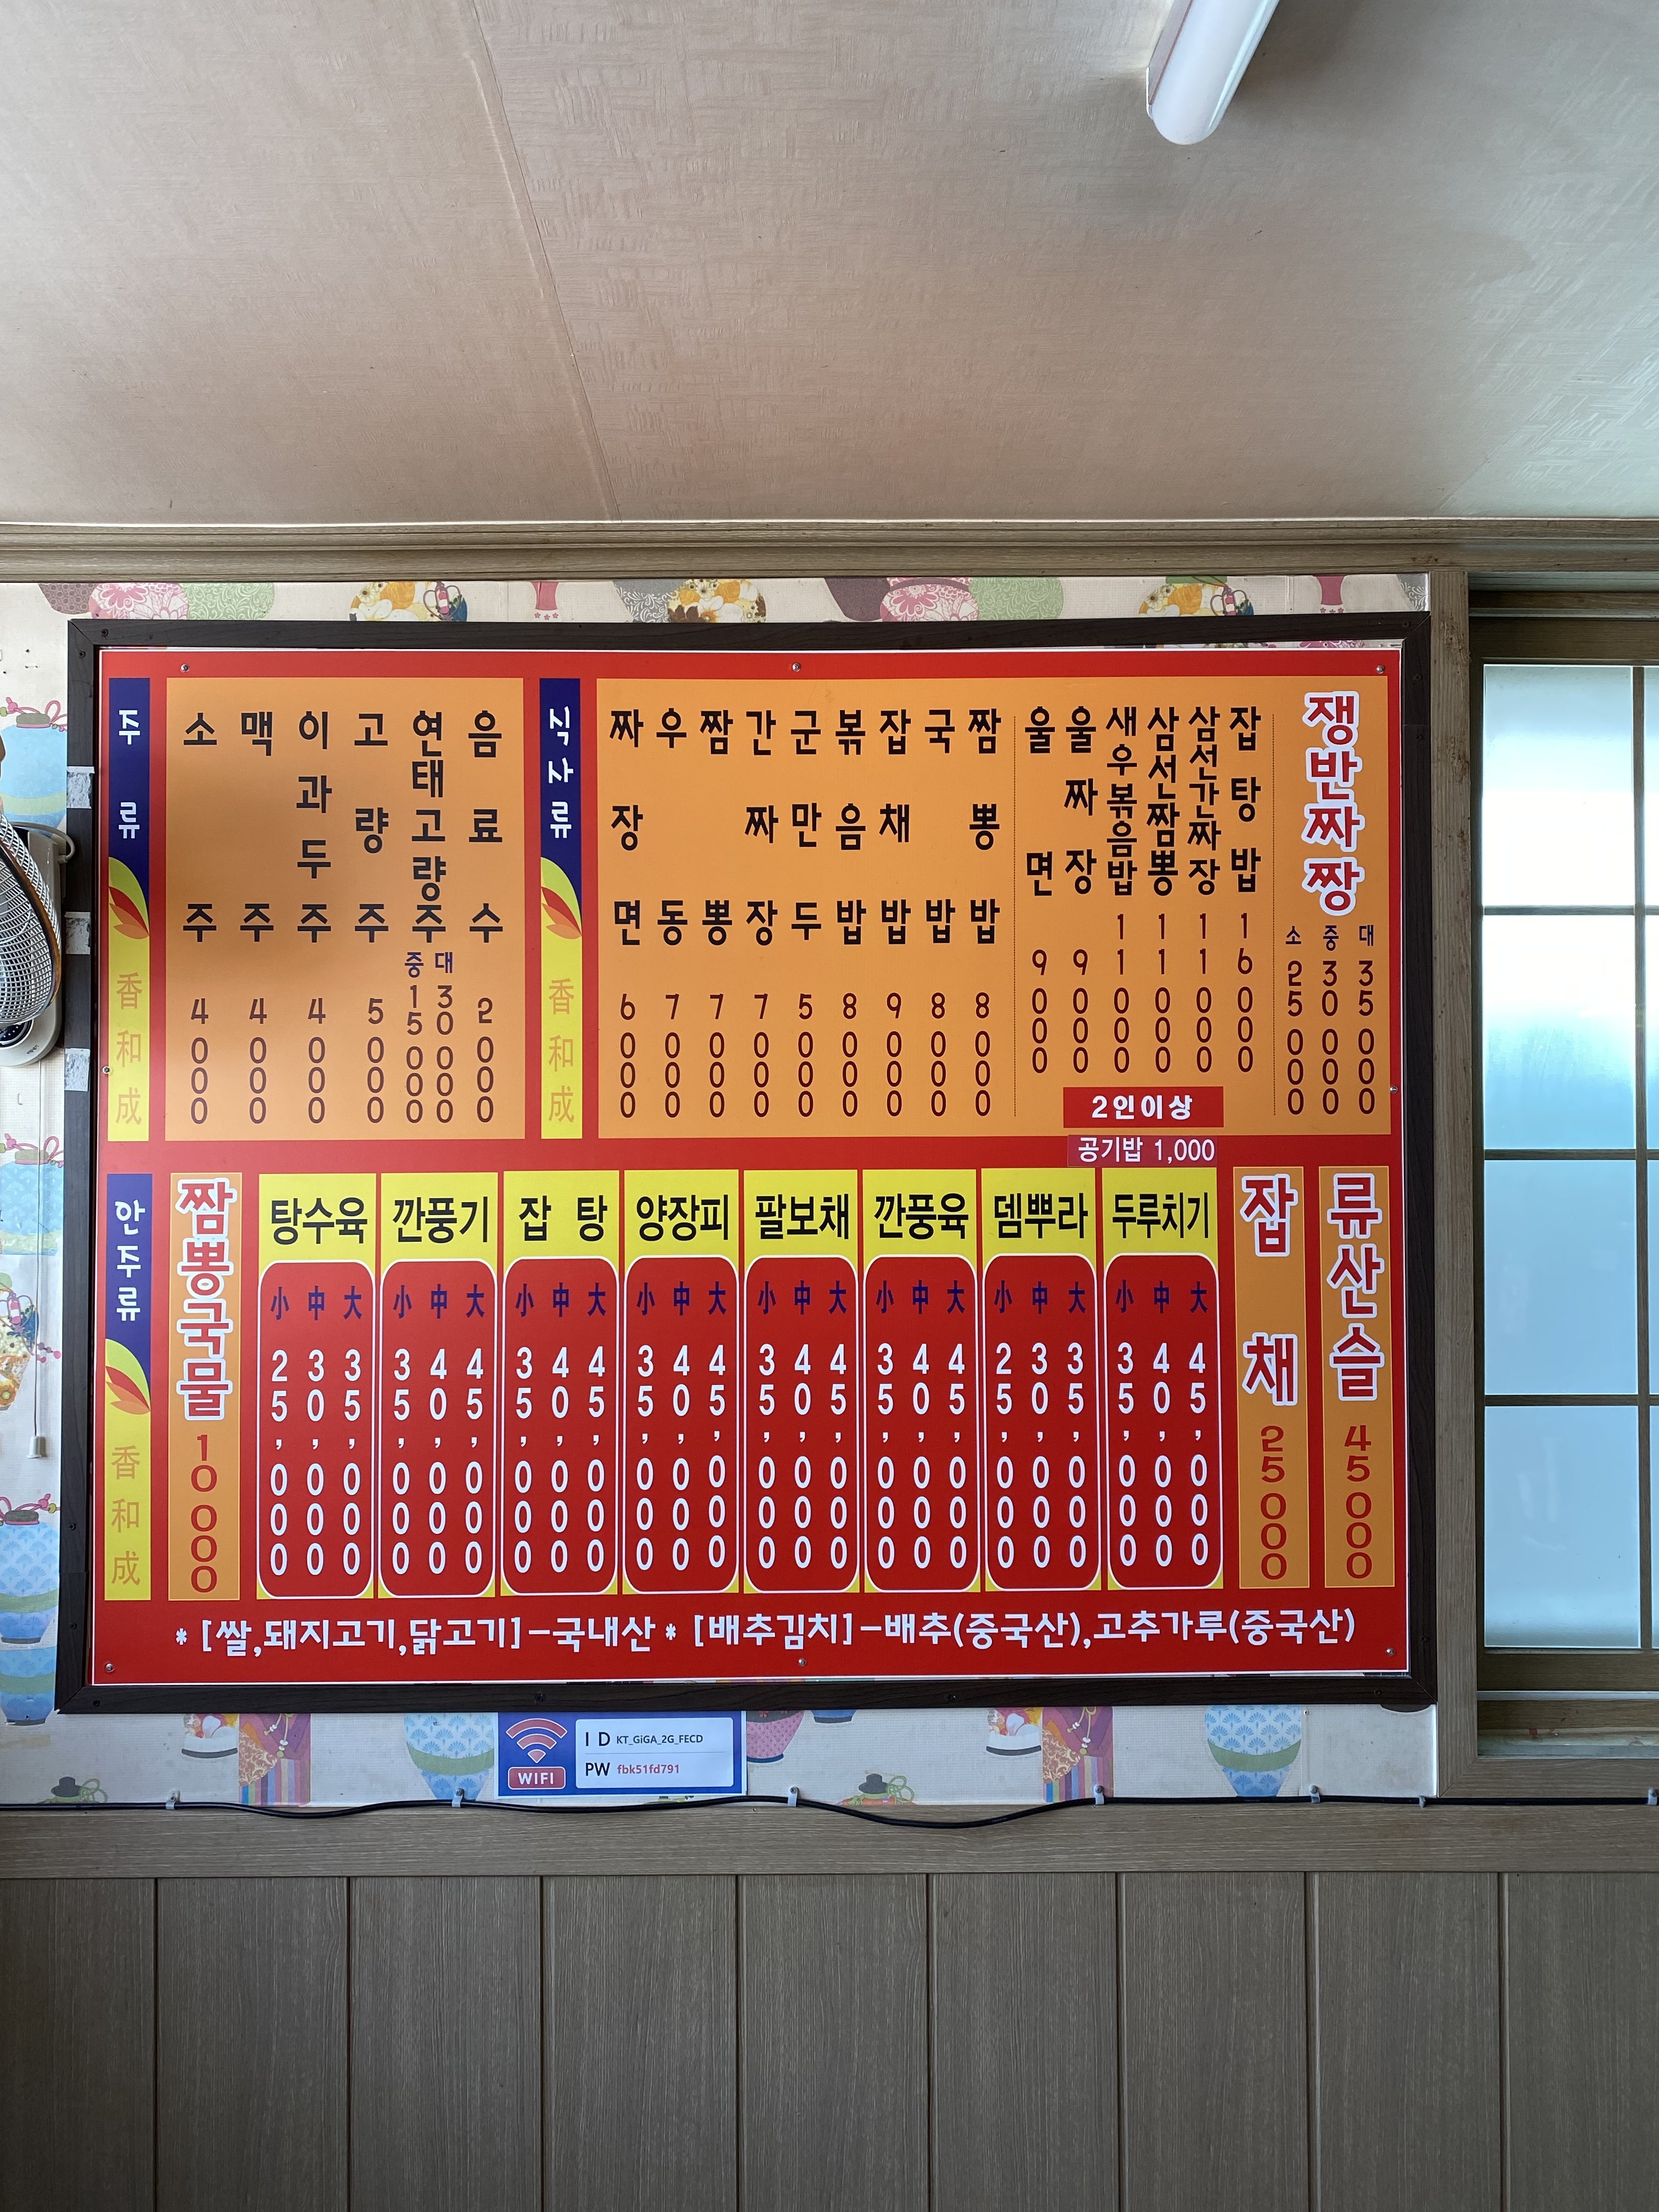 주류
香和成
소주 4000
맥주 4000
이과두주 4000
고량주 5000
연태고량주 중 15000 대 30000
음료수 2000
식사류
香和成
짜장면 6000
우동 7000
짬뽕 7000
간짜장 7000
군만두 5000
볶음밥 8000
잡채밥 9000
국밥 8000
짬뽕밥 8000
울면 9000
울짜장 9000
새우볶음밥 11000
삼선짬뽕 11000
삼선간짜장 11000
잡탕밥 16000
2인이상
공기밥 1,000
쟁반짜장 소 25000 중 30000 대 35000
안주류
香和成
짬뽕국물 10000
탕수육 小 25,000 中 30,000 大 35,000
깐풍기 小 35,000 中 40,000 大 45,000
잡탕 小 35,000 中 40,000 大 45,000
양장피 小 35,000 中 40,000 大 45,000
팔보채 小 35,000 中 40,000 大 45,000
깐풍육 小 35,000 中 40,000 大 45,000
뎀뿌라 小 25,000 中 30,000 大 35,000
두루치기 小 35,000 中 40,000 大 45,000
잡채 25000
류산슬 45000
* [쌀,돼지고기,닭고기]-국내산 * [배추김치]-배추(중국산),고추가루(중국산)
WIFI
ID KT_GiGA_2G_FECD
PW fbk51fd791